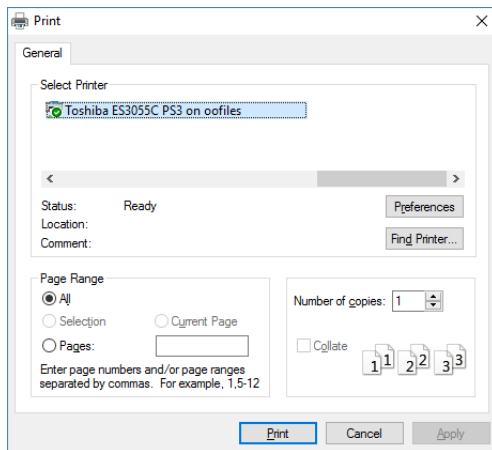 Print
General
Select Printer
Toshiba ES3055C PS3 on oofiles
Status: Ready
Preferences
Location:
Comment:
Find Printer...
Page Range
All
Selection Current Page
Pages:
Enter page numbers and/or page ranges
separated by commas. For example, 1,5-12
Number of copies: 1
Collate
1 1 2 2 3 3
Print Cancel Apply